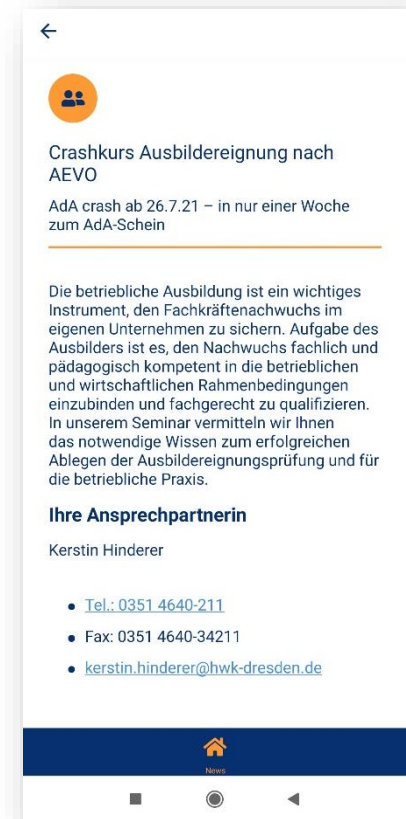 Crashkurs Ausbildereignung nach
AEVO
AdA crash ab 26.7.21 – in nur einer Woche
zum AdA-Schein
Die betriebliche Ausbildung ist ein wichtiges
Instrument, den Fachkräftenachwuchs im
eigenen Unternehmen zu sichern. Aufgabe des
Ausbilders ist es, den Nachwuchs fachlich und
pädagogisch kompetent in die betrieblichen
und wirtschaftlichen Rahmenbedingungen
einzubinden und fachgerecht zu qualifizieren.
In unserem Seminar vermitteln wir Ihnen
das notwendige Wissen zum erfolgreichen
Ablegen der Ausbildereignungsprüfung und für
die betriebliche Praxis.
Ihre Ansprechpartnerin
Kerstin Hinderer
• Tel.: 0351 4640-211
• Fax: 0351 4640-34211
• kerstin.hinderer@hwk-dresden.de
News